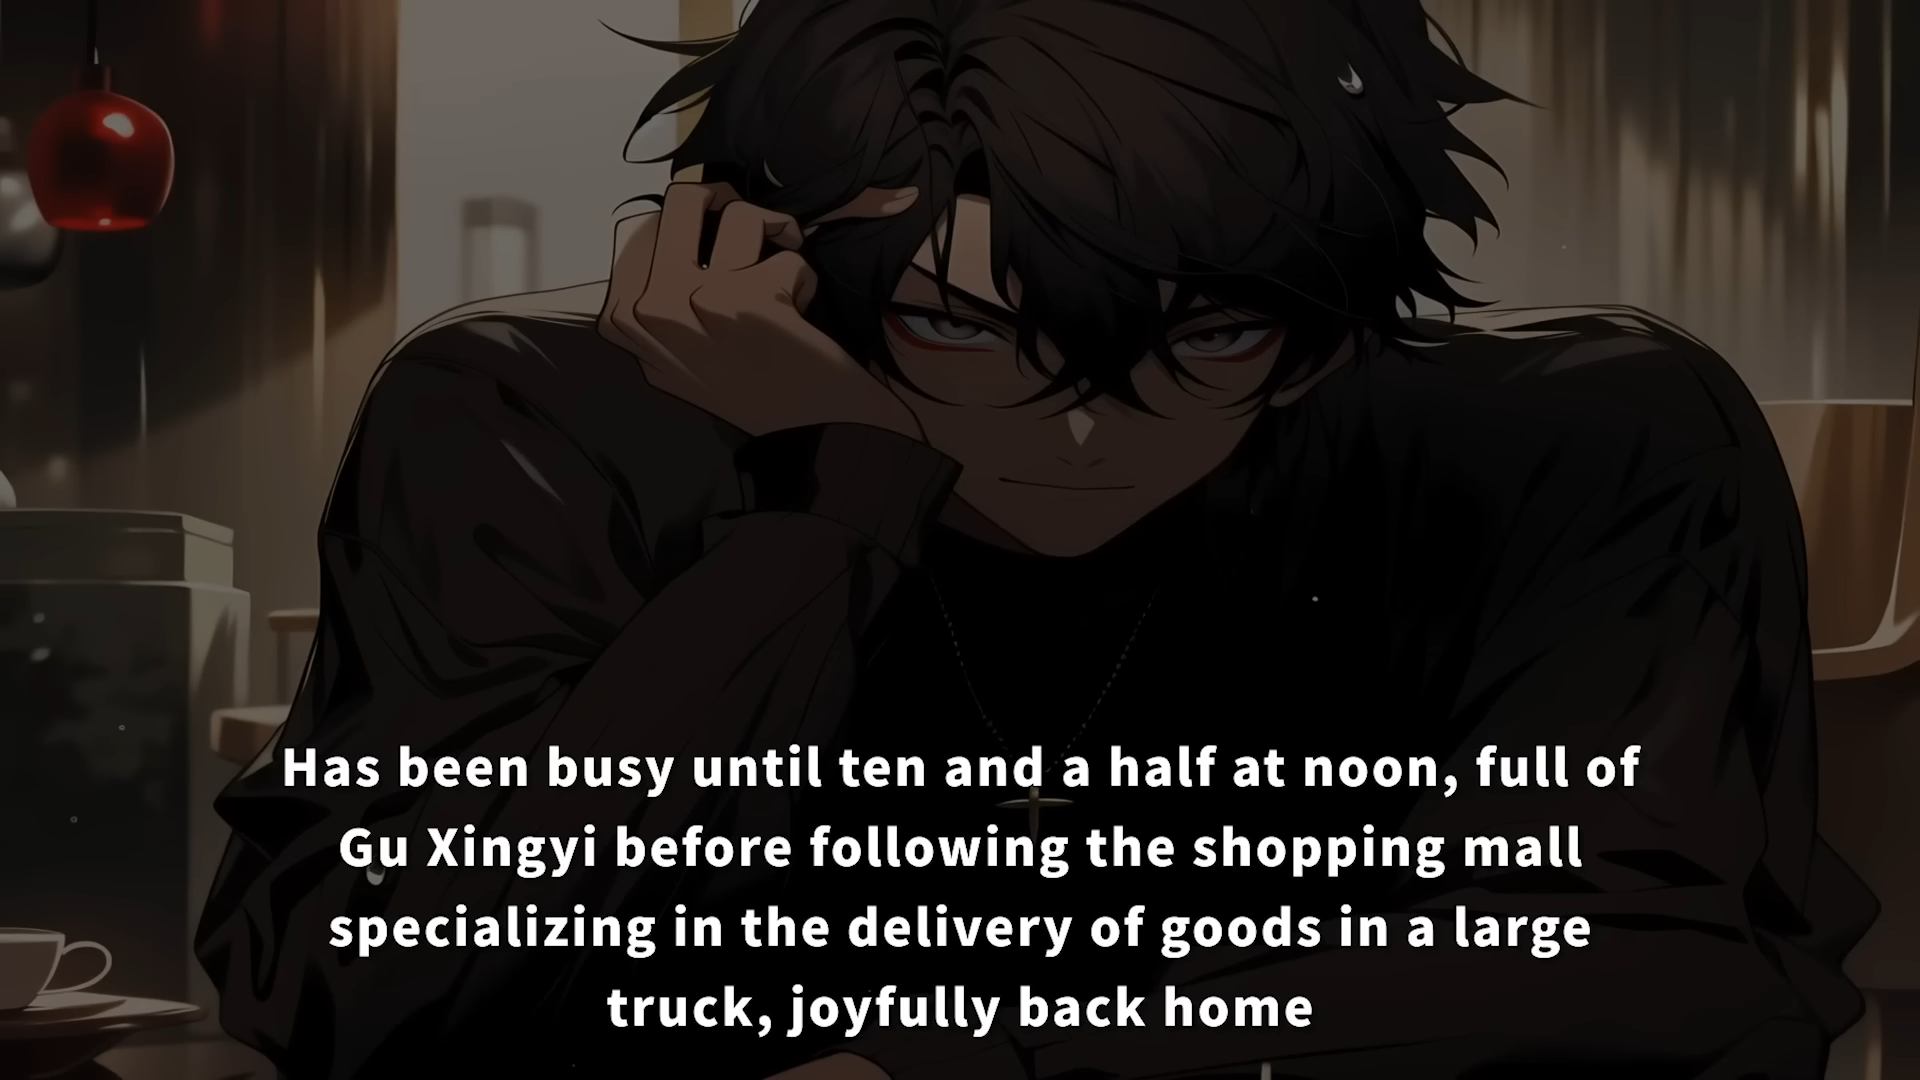 Has been busy until ten and a half at noon, full of
Gu Xingyi before following the shopping mall
specializing in the delivery of goods in a large
truck, joyfully back home